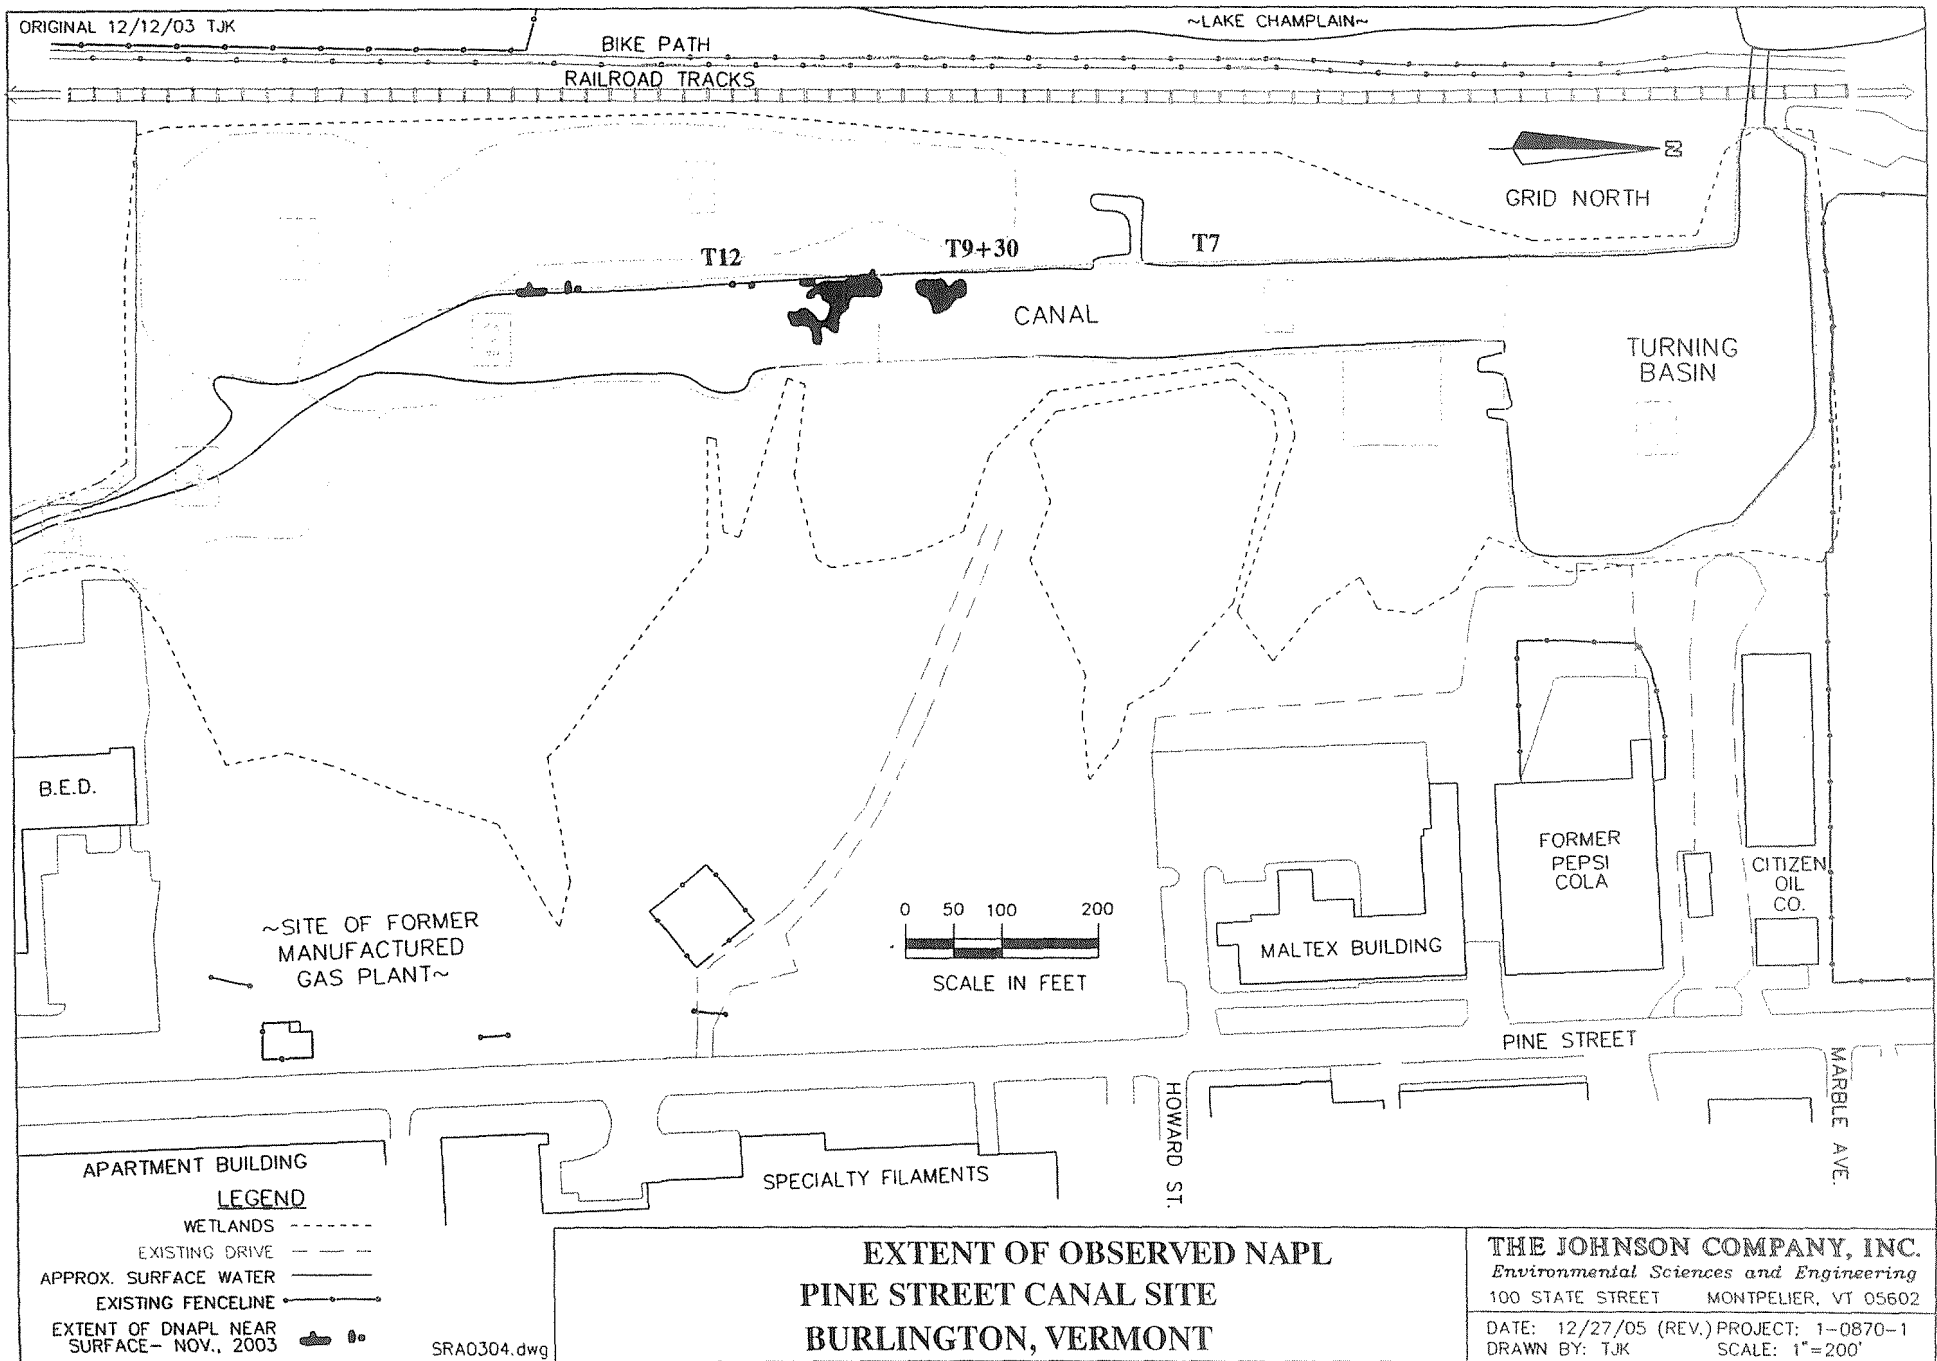 ORIGINAL 12/12/03 TJK
~LAKE CHAMPLAIN~
BIKE PATH
RAILROAD TRACKS
N
GRID NORTH
T12
T9+30
T7
CANAL
TURNING
BASIN
B.E.D.
~SITE OF FORMER
MANUFACTURED
GAS PLANT~
0 50 100 200
SCALE IN FEET
MALTEX BUILDING
FORMER
PEPSI
COLA
CITIZEN
OIL
CO.
PINE STREET
HOWARD ST.
MARBLE AVE.
APARTMENT BUILDING
SPECIALTY FILAMENTS
LEGEND
WETLANDS
EXISTING DRIVE
APPROX. SURFACE WATER
EXISTING FENCELINE
EXTENT OF DNAPL NEAR
SURFACE- NOV., 2003
SRA0304.dwg
EXTENT OF OBSERVED NAPL
PINE STREET CANAL SITE
BURLINGTON, VERMONT
THE JOHNSON COMPANY, INC.
Environmental Sciences and Engineering
100 STATE STREET MONTPELIER, VT 05602
DATE: 12/27/05 (REV.) PROJECT: 1-0870-1
DRAWN BY: TJK SCALE: 1"=200'